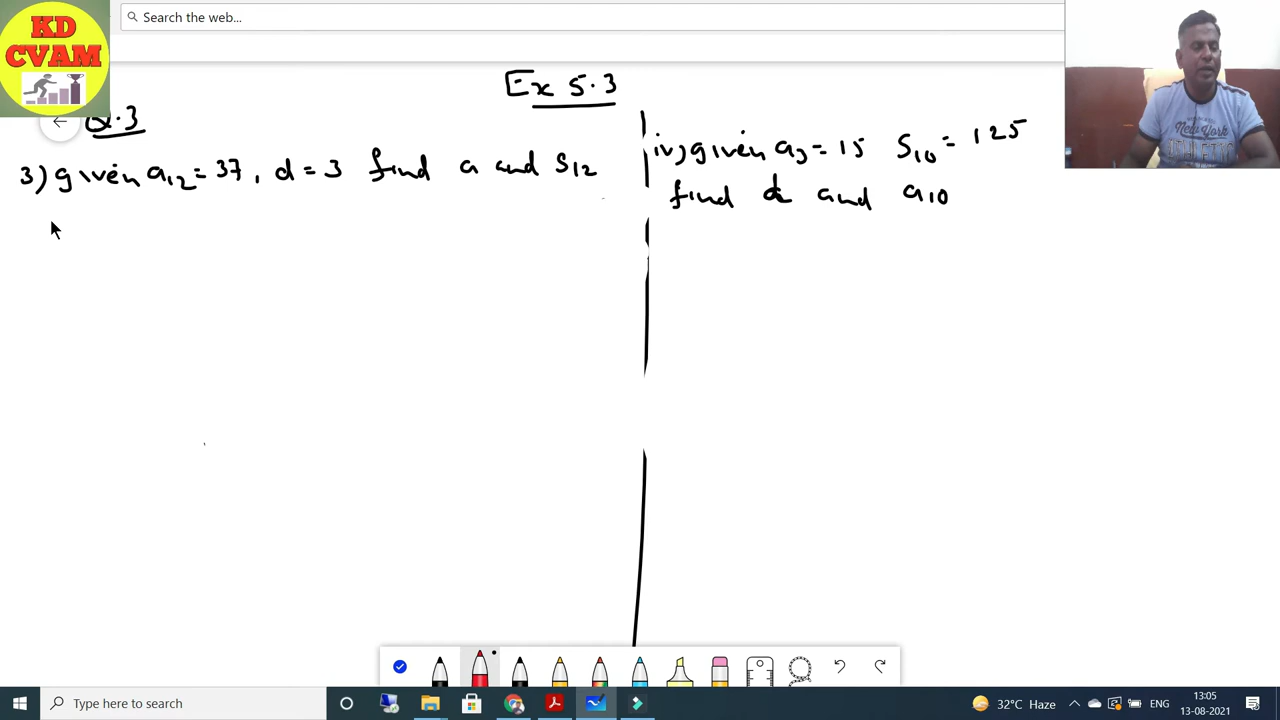 KD
CVAM
Search the web...
Ex 5.3
Q.3
3) given a12 = 37, d = 3 find a and S12
iv) given a3 = 15 S10 = 125
find d and a10
NEW YORK
ATHLETIC
Type here to search
32°C Haze
ENG
13:05
13-08-2021